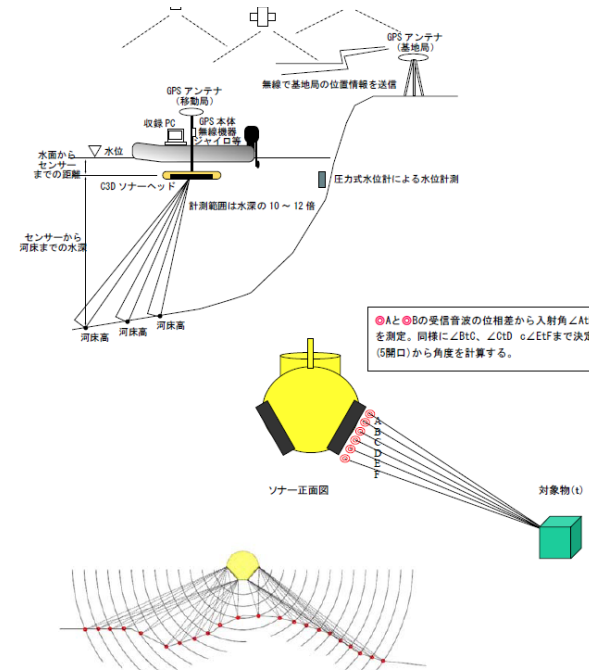 GPS アンテナ
(基地局)
無線で基地局の位置情報を送信
GPS アンテナ
(移動局)
収録 PC
GPS 本体
無線機器
ジャイロ等
水面から
センサー
までの距離
水位
C3D ソナーヘッド
圧力式水位計による水位計測
計測範囲は水深の 10 ～ 12 倍
センサーから
河床までの水深
河床高
河床高
河床高
◎Aと◎Bの受信音波の位相差から入射角∠At
を測定。同様に∠BtC、∠CtD c∠EtFまで決定
(5開口)から角度を計算する。
A
B
C
D
E
F
ソナー正面図
対象物(t)